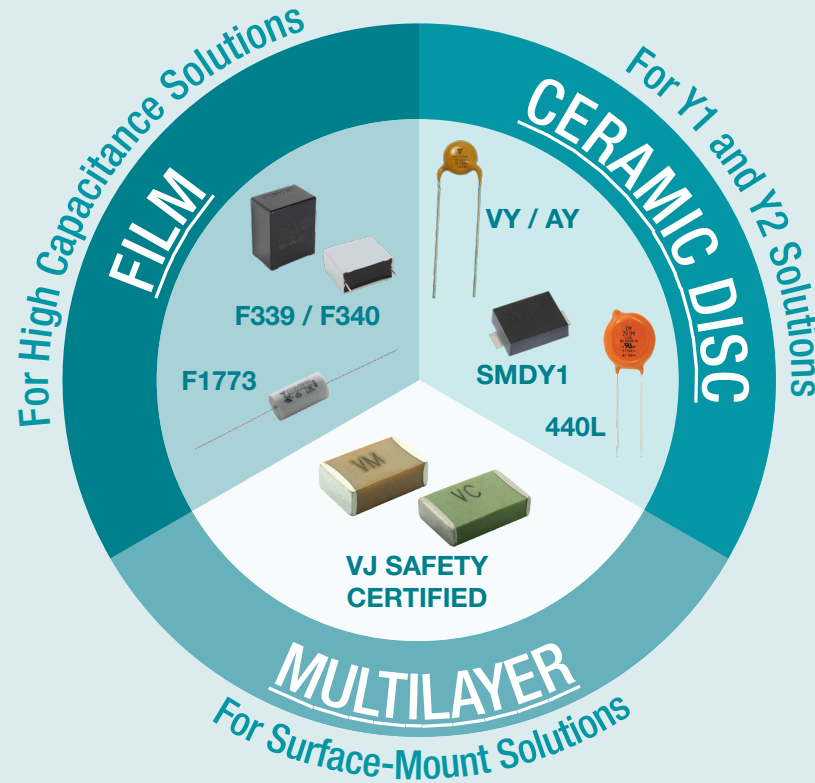 For High Capacitance Solutions
FILM
F339 / F340
F1773
For Y1 and Y2 Solutions
CERAMIC DISC
VY / AY
SMDY1
440L
VM
VC
VJ SAFETY
CERTIFIED
MULTILAYER
For Surface-Mount Solutions